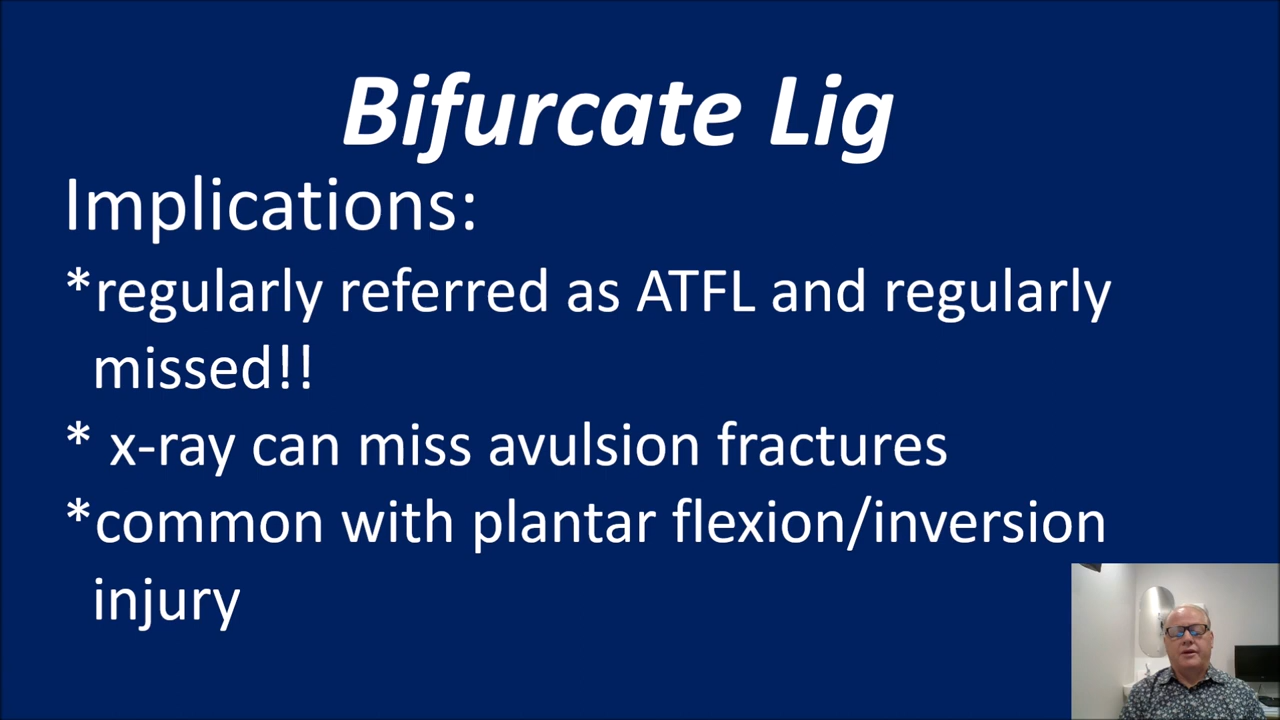 Bifurcate Lig
Implications:
*regularly referred as ATFL and regularly
missed!!
* x-ray can miss avulsion fractures
*common with plantar flexion/inversion
injury